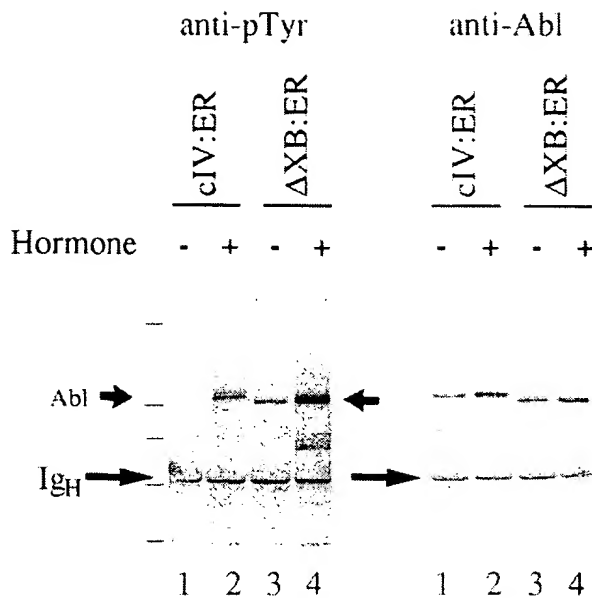 anti-pTyr anti-Abl
cIV:ER ΔXB:ER cIV:ER ΔXB:ER
Hormone - + - + - + - +
Abl
IgH
1 2 3 4 1 2 3 4